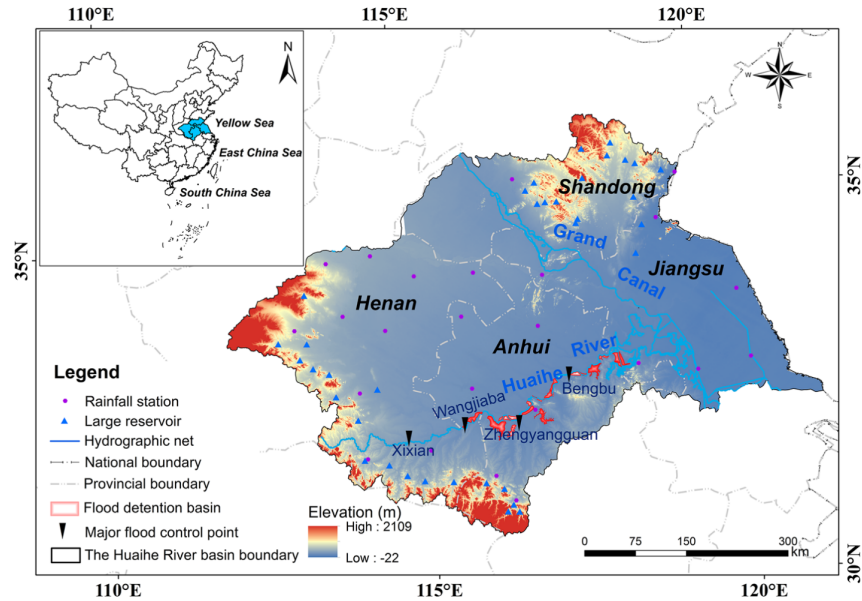 110°E 115°E 120°E
N
Yellow Sea
East China Sea
South China Sea
N
W E
S
35°N
35°N
Shandong
Grand
Canal
Jiangsu
Henan
Anhui
Huaihe River
Bengbu
Wangjiaba
Zhengyangguan
Xixian
Legend
Rainfall station
Large reservoir
Hydrographic net
National boundary
Provincial boundary
Flood detention basin
Major flood control point
The Huaihe River basin boundary
Elevation (m)
High : 2109
Low : -22
0 75 150 300
km
30°N
110°E 115°E 120°E